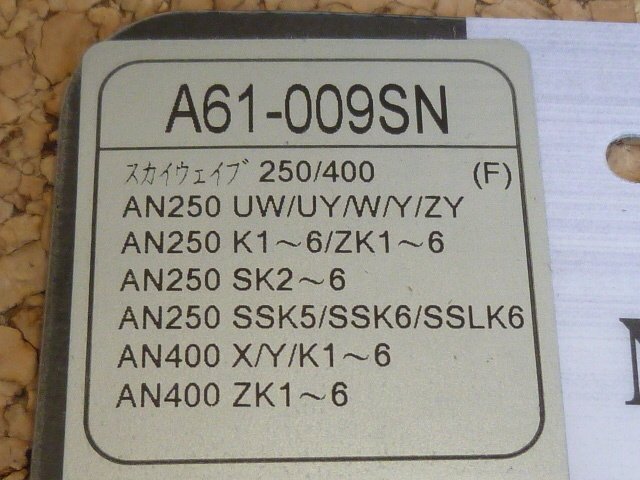 A61-009SN
スカイウェイブ 250/400 (F)
AN250 UW/UY/W/Y/ZY
AN250 K1～6/ZK1～6
AN250 SK2～6
AN250 SSK5/SSK6/SSLK6
AN400 X/Y/K1～6
AN400 ZK1～6